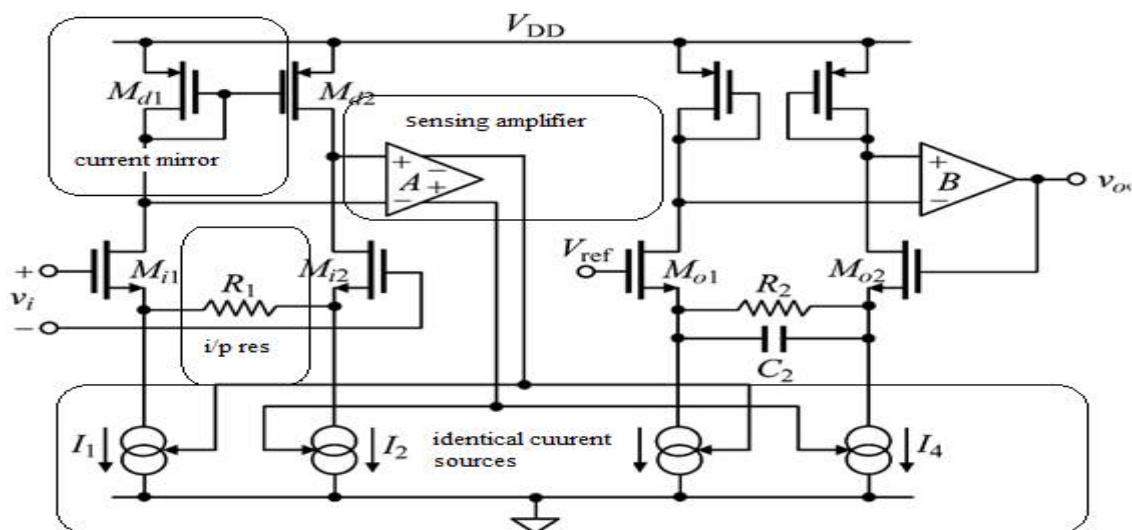 V_DD
M_d1
M_d2
Sensing amplifier
current mirror
+
−
A
−
+
+
−
B
v_o
+
v_i
−
M_i1
R_1
M_i2
i/p res
V_ref
M_o1
R_2
M_o2
C_2
I_1
I_2
identical cuurent
sources
I_4